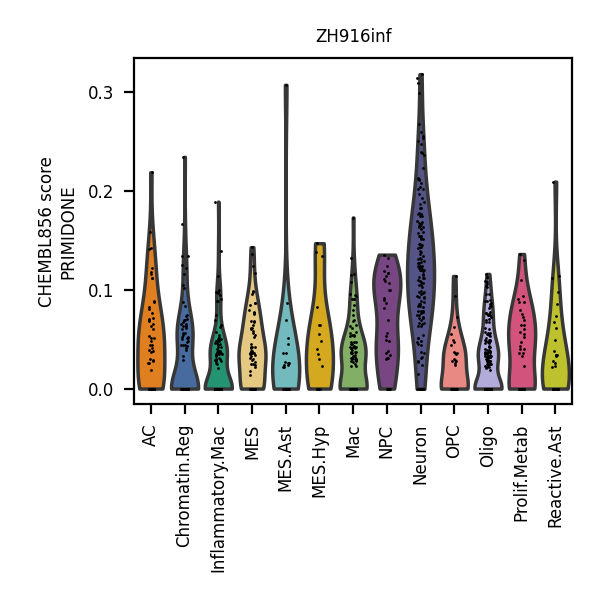 ZH916inf
CHEMBL856 score
PRIMIDONE
0.3
0.2
0.1
0.0
AC
Chromatin.Reg
Inflammatory.Mac
MES
MES.Ast
MES.Hyp
Mac
NPC
Neuron
OPC
Oligo
Prolif.Metab
Reactive.Ast